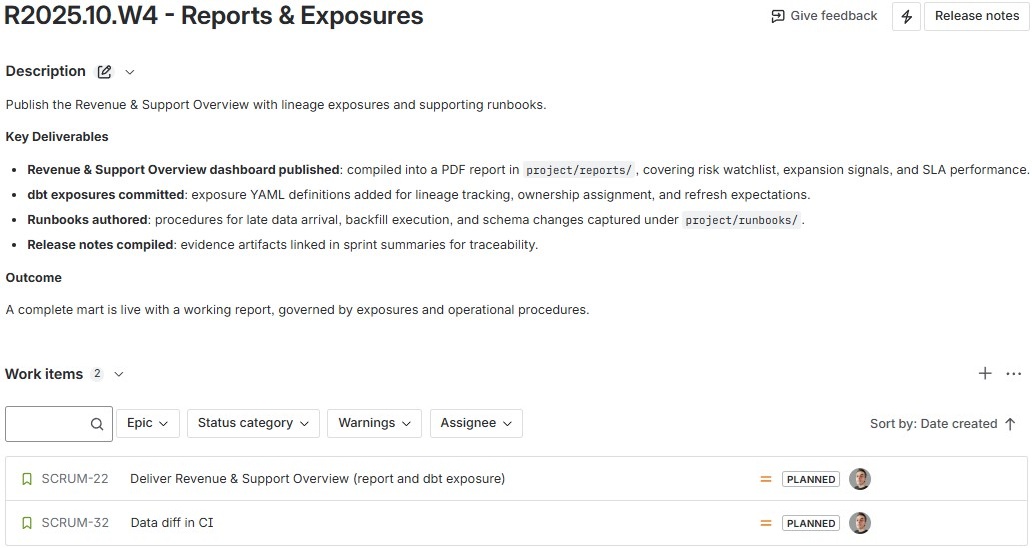 R2025.10.W4 - Reports & Exposures
Give feedback
Release notes
Description
Publish the Revenue & Support Overview with lineage exposures and supporting runbooks.
Key Deliverables
• Revenue & Support Overview dashboard published: compiled into a PDF report in project/reports/, covering risk watchlist, expansion signals, and SLA performance.
• dbt exposures committed: exposure YAML definitions added for lineage tracking, ownership assignment, and refresh expectations.
• Runbooks authored: procedures for late data arrival, backfill execution, and schema changes captured under project/runbooks/.
• Release notes compiled: evidence artifacts linked in sprint summaries for traceability.
Outcome
A complete mart is live with a working report, governed by exposures and operational procedures.
Work items 2
Epic Status category Warnings Assignee Sort by: Date created
SCRUM-22 Deliver Revenue & Support Overview (report and dbt exposure) PLANNED
SCRUM-32 Data diff in CI PLANNED